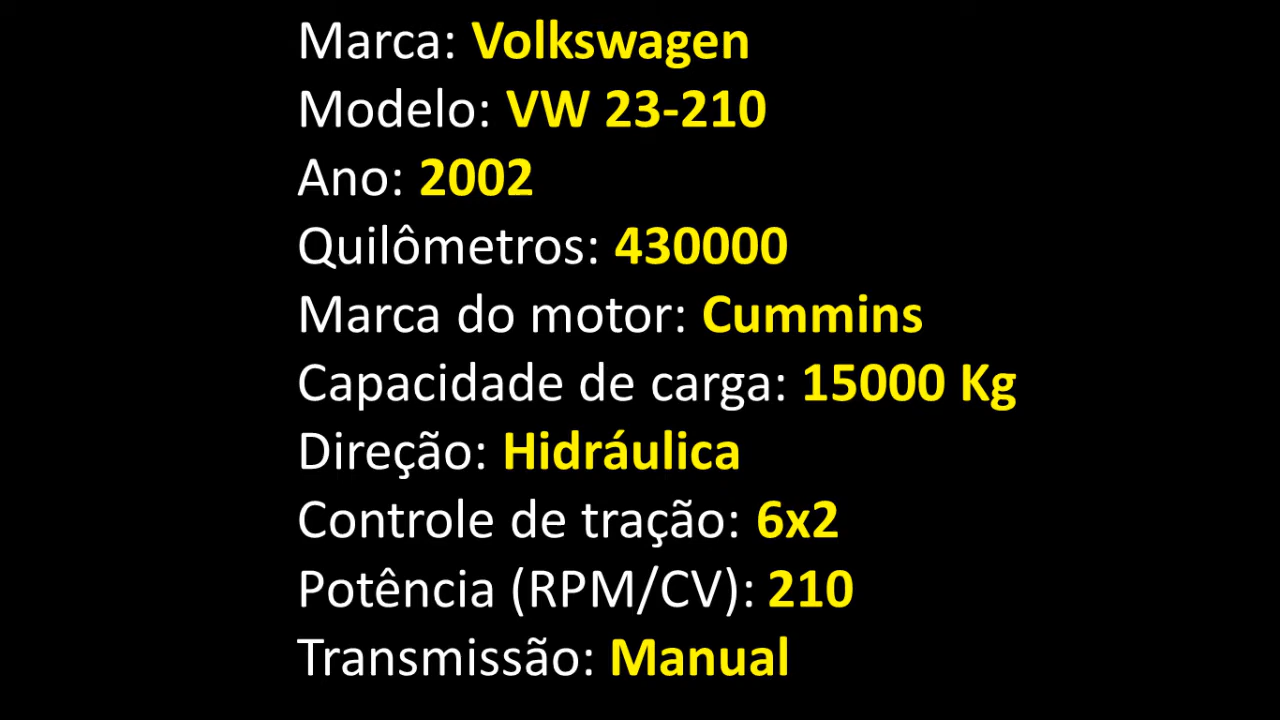 Marca: Volkswagen
Modelo: VW 23-210
Ano: 2002
Quilômetros: 430000
Marca do motor: Cummins
Capacidade de carga: 15000 Kg
Direção: Hidráulica
Controle de tração: 6x2
Potência (RPM/CV): 210
Transmissão: Manual